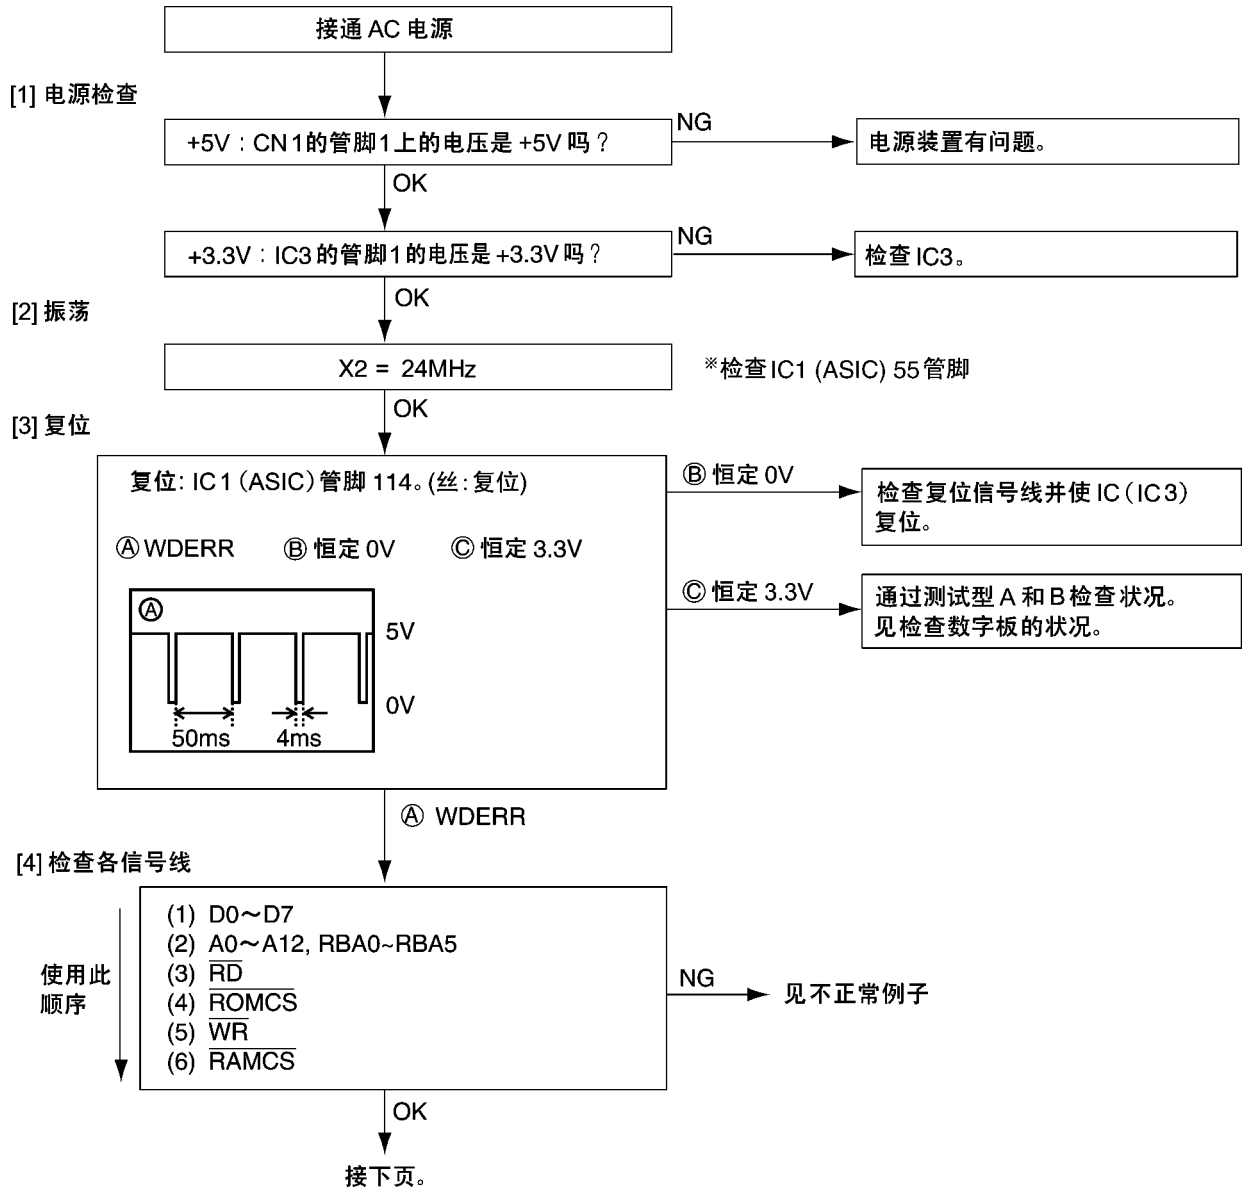 接通 AC 电源
[1] 电源检查
+5V：CN1的管脚1上的电压是 +5V 吗？
NG
电源装置有问题。
OK
+3.3V：IC3 的管脚1的电压是 +3.3V 吗？
NG
检查 IC3。
OK
[2] 振荡
X2 = 24MHz
※检查IC1 (ASIC) 55管脚
OK
[3] 复位
复位: IC1（ASIC）管脚 114。(丝:复位)
Ⓑ 恒定 0V
检查复位信号线并使 IC（IC3）
复位。
Ⓐ WDERR Ⓑ 恒定 0V Ⓒ 恒定 3.3V
Ⓒ 恒定 3.3V
通过测试型 A 和 B 检查状况。
见检查数字板的状况。
Ⓐ
5V
0V
50ms 4ms
Ⓐ WDERR
[4] 检查各信号线
使用此
顺序
(1) D0～D7
(2) A0～A12, RBA0~RBA5
(3) R̅D̅
(4) R̅O̅M̅C̅S̅
(5) W̅R̅
(6) R̅A̅M̅C̅S̅
NG
见不正常例子
OK
接下页。